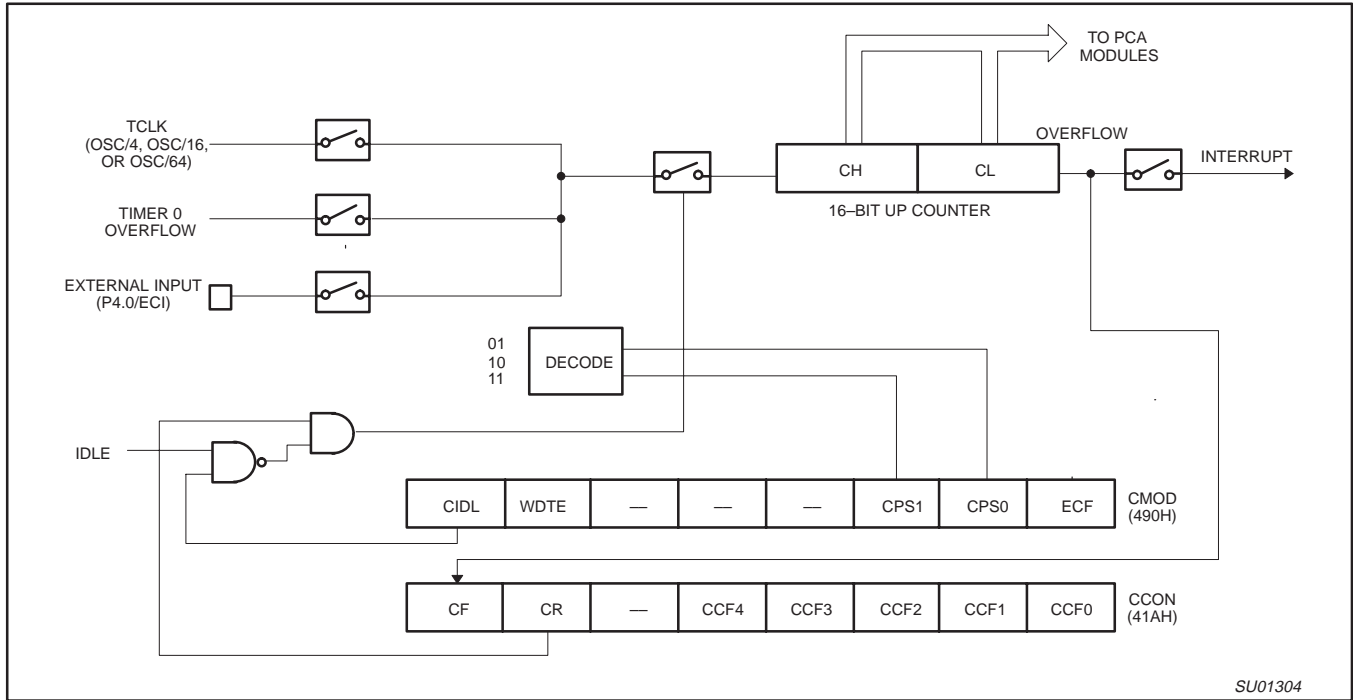 TO PCA
MODULES
TCLK
(OSC/4, OSC/16,
OR OSC/64)
OVERFLOW
INTERRUPT
CH
CL
16–BIT UP COUNTER
TIMER 0
OVERFLOW
EXTERNAL INPUT
(P4.0/ECI)
01
10
11
DECODE
IDLE
CIDL WDTE –– –– –– CPS1 CPS0 ECF
CMOD
(490H)
CF CR –– CCF4 CCF3 CCF2 CCF1 CCF0
CCON
(41AH)
SU01304